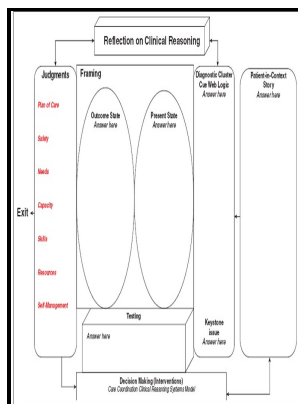 Reflection on Clinical Reasoning
Judgments
Plan of Care
Safety
Needs
Capacity
Skills
Resources
Self-Management
Exit
Framing
Outcome State
Answer here
Present State
Answer here
Testing
Answer here
Diagnostic Cluster
Cue Web Logic
Answer here
Keystone
issue
Answer here
Patient-in-Context
Story
Answer here
Decision Making (Interventions)
Care Coordination Clinical Reasoning Systems Model